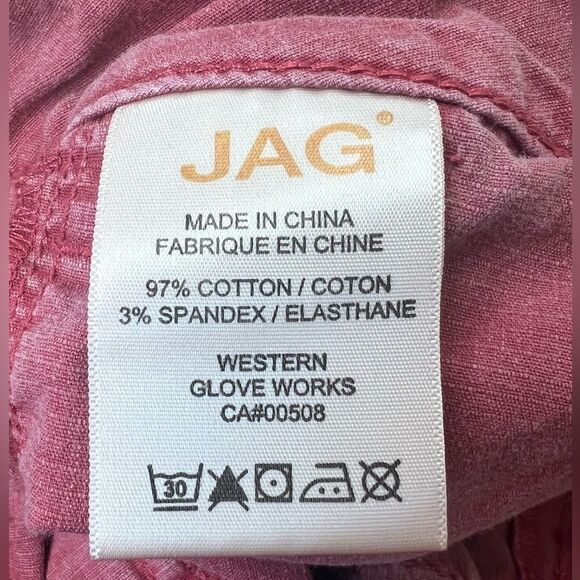 JAG®
MADE IN CHINA
FABRIQUE EN CHINE
97% COTTON / COTON
3% SPANDEX / ELASTHANE
WESTERN
GLOVE WORKS
CA#00508
30